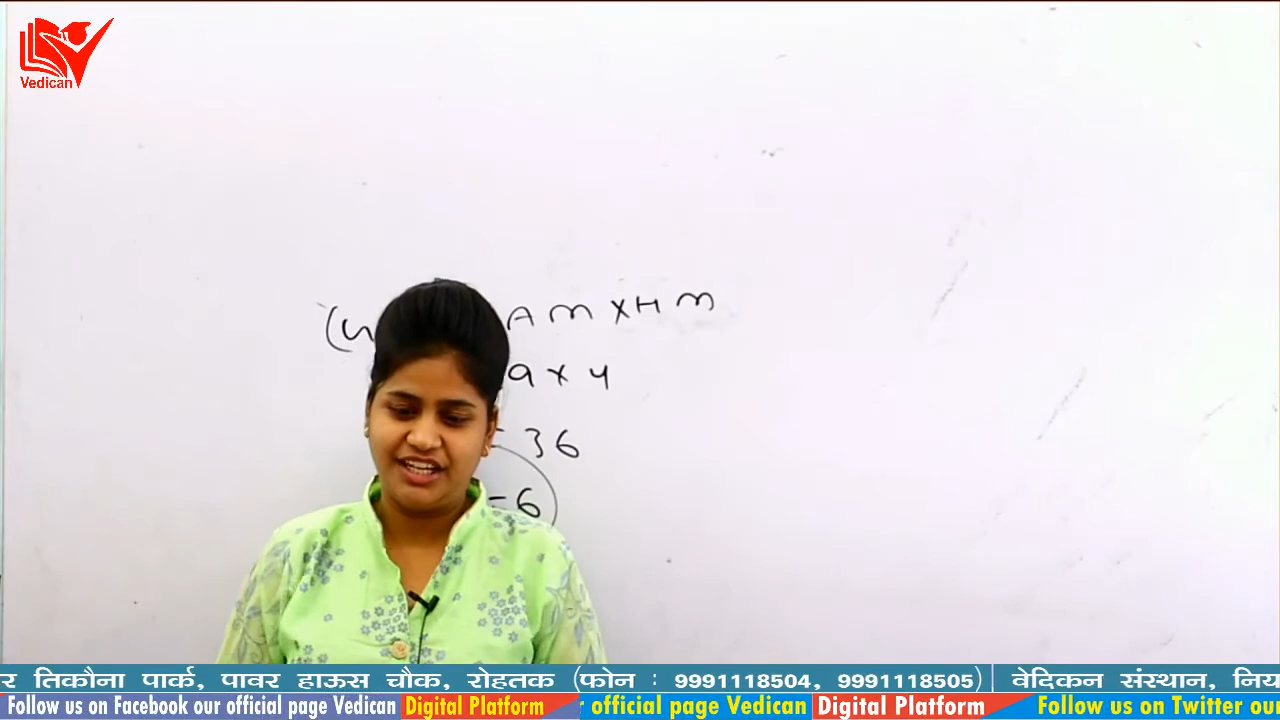 Vedican
AM X HM
9 x 4
= 36
= 6
र तिकौना पार्क, पावर हाऊस चौक, रोहतक (फोन : 9991118504, 9991118505) | वेदिकन संस्थान, निय
Follow us on Facebook our official page Vedican Digital Platform r official page Vedican Digital Platform Follow us on Twitter our